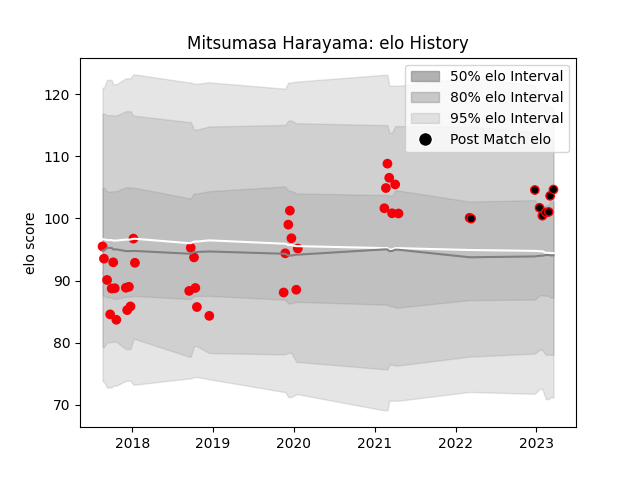 Mitsumasa Harayama: elo History
elo score
120
110
100
90
80
70
50% elo Interval
80% elo Interval
95% elo Interval
Post Match elo
2018 2019 2020 2021 2022 2023